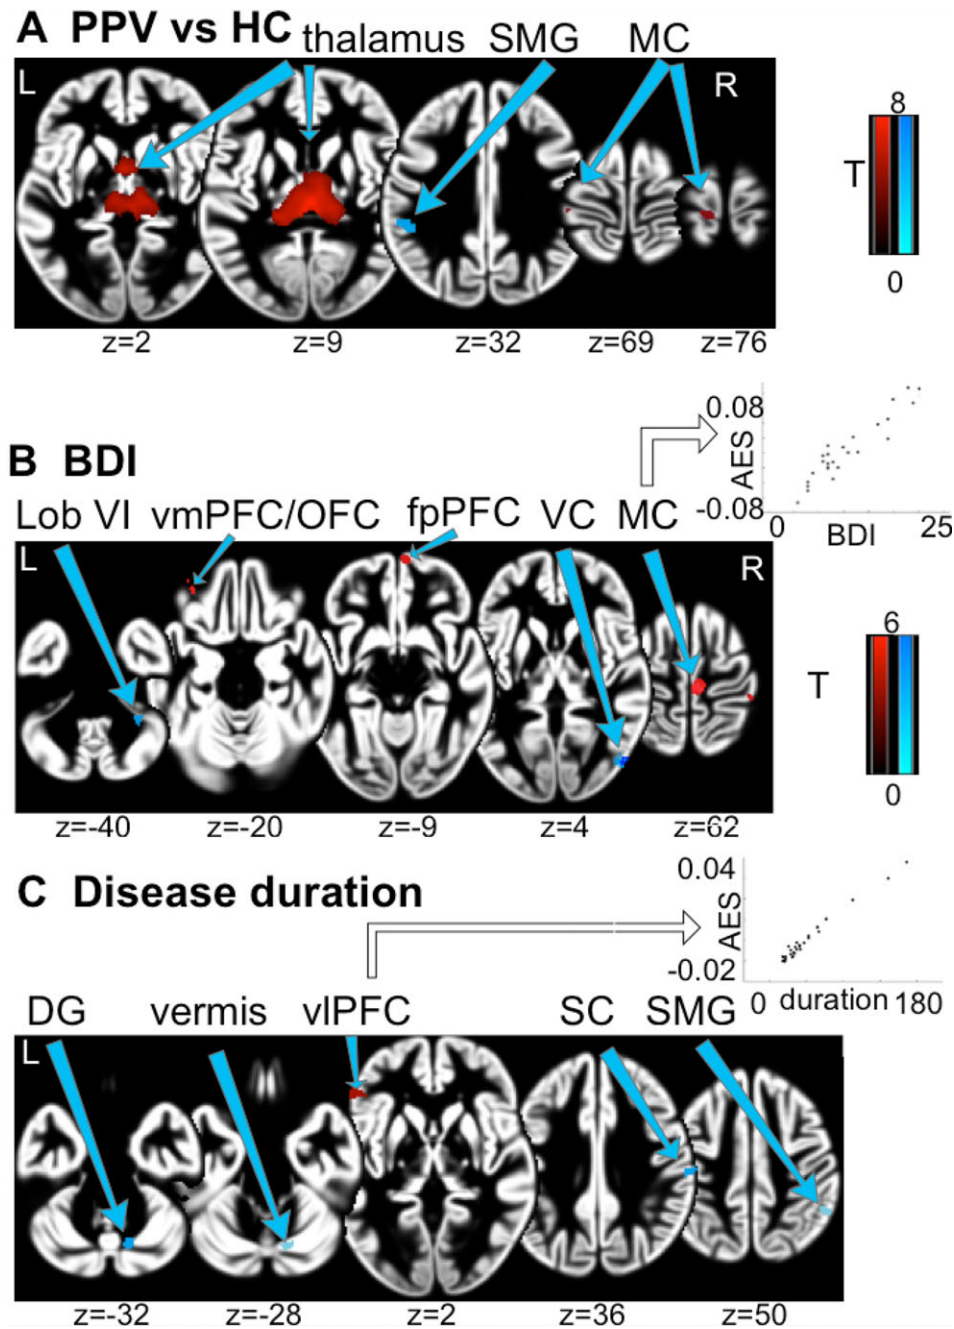 A PPV vs HC thalamus SMG MC
L R
8
T
0
z=2 z=9 z=32 z=69 z=76
0.08
AES
-0.08
0 25
BDI
B BDI
Lob VI vmPFC/OFC fpPFC VC MC
L R
6
T
0
z=-40 z=-20 z=-9 z=4 z=62
C Disease duration
0.04
AES
-0.02
0 duration 180
DG vermis vlPFC SC SMG
L
z=-32 z=-28 z=2 z=36 z=50